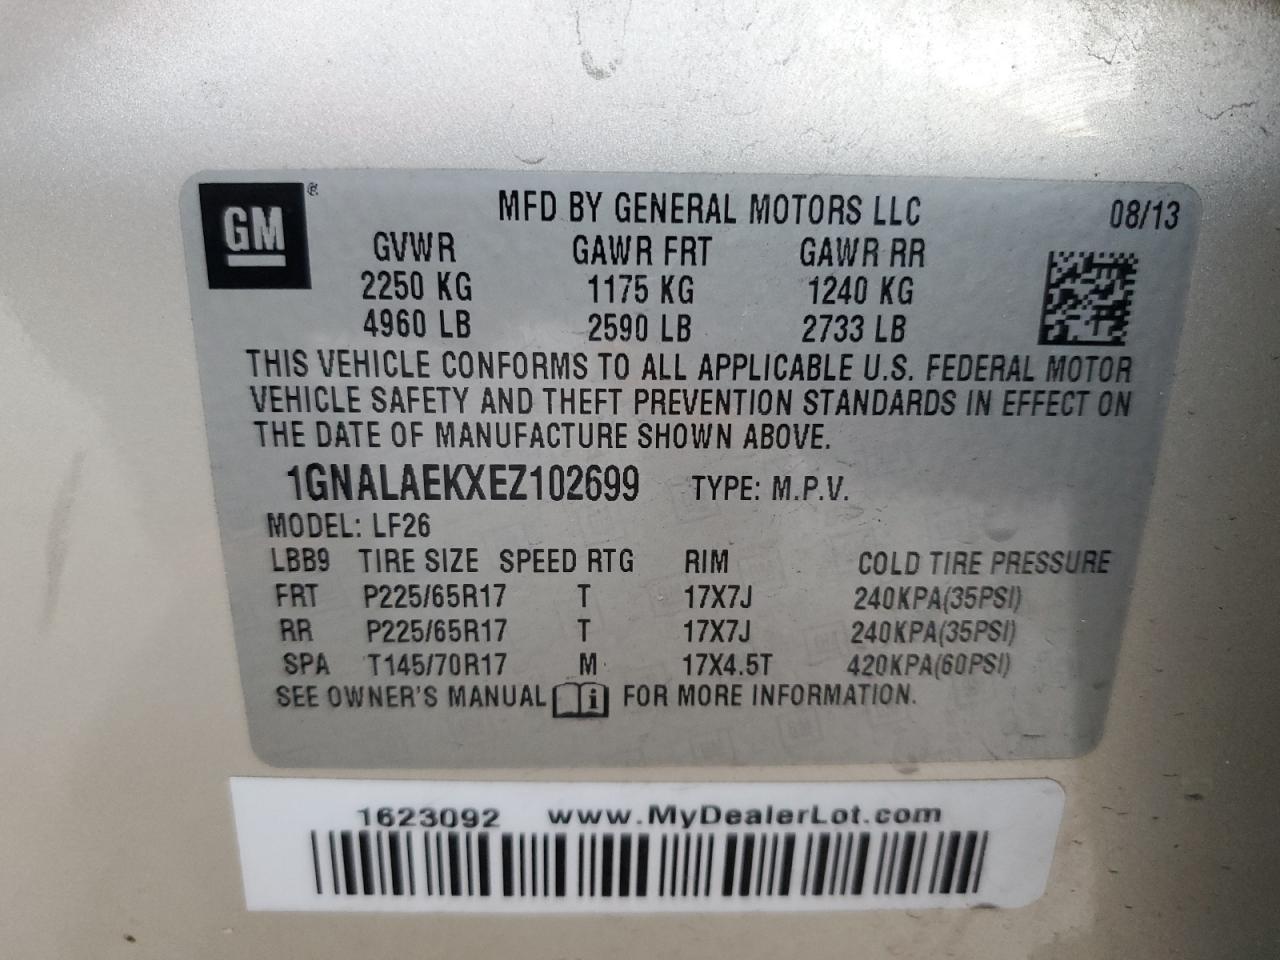 GM ®
MFD BY GENERAL MOTORS LLC 08/13
GVWR GAWR FRT GAWR RR
2250 KG 1175 KG 1240 KG
4960 LB 2590 LB 2733 LB
THIS VEHICLE CONFORMS TO ALL APPLICABLE U.S. FEDERAL MOTOR
VEHICLE SAFETY AND THEFT PREVENTION STANDARDS IN EFFECT ON
THE DATE OF MANUFACTURE SHOWN ABOVE.
1GNALAEKXEZ102699 TYPE: M.P.V.
MODEL: LF26
LBB9 TIRE SIZE SPEED RTG RIM COLD TIRE PRESSURE
FRT P225/65R17 T 17X7J 240KPA(35PSI)
RR P225/65R17 T 17X7J 240KPA(35PSI)
SPA T145/70R17 M 17X4.5T 420KPA(60PSI)
SEE OWNER'S MANUAL i FOR MORE INFORMATION.
1623092 www.MyDealerLot.com